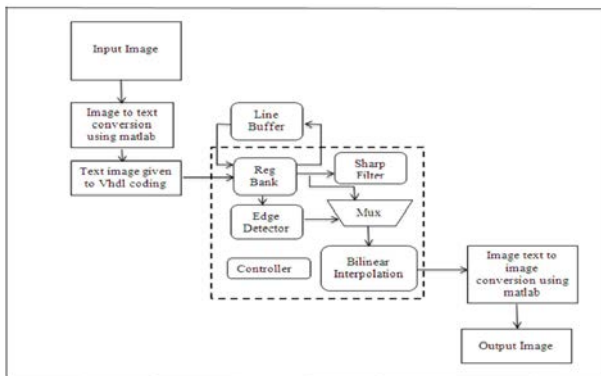 Input Image
Image to text
conversion
using matlab
Text image given
to Vhdl coding
Line
Buffer
Reg
Bank
Sharp
Filter
Edge
Detector
Mux
Controller
Bilinear
Interpolation
Image text to
image
conversion using
matlab
Output Image